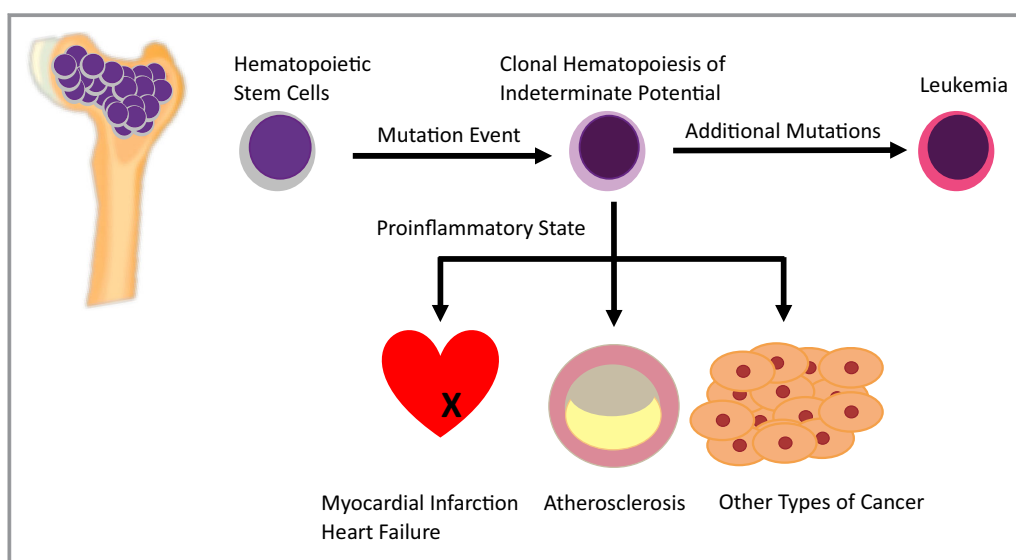 Hematopoietic
Stem Cells
Clonal Hematopoiesis of
Indeterminate Potential
Leukemia
Mutation Event
Additional Mutations
Proinflammatory State
X
Myocardial Infarction
Heart Failure
Atherosclerosis
Other Types of Cancer